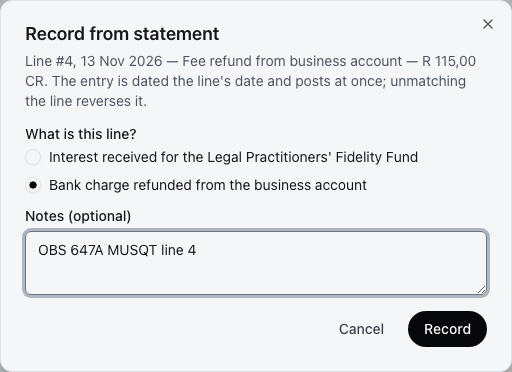 Record from statement
Line #4, 13 Nov 2026 — Fee refund from business account — R 115,00
CR. The entry is dated the line's date and posts at once; unmatching
the line reverses it.
What is this line?
Interest received for the Legal Practitioners' Fidelity Fund
Bank charge refunded from the business account
Notes (optional)
OBS 647A MUSQT line 4
Cancel
Record